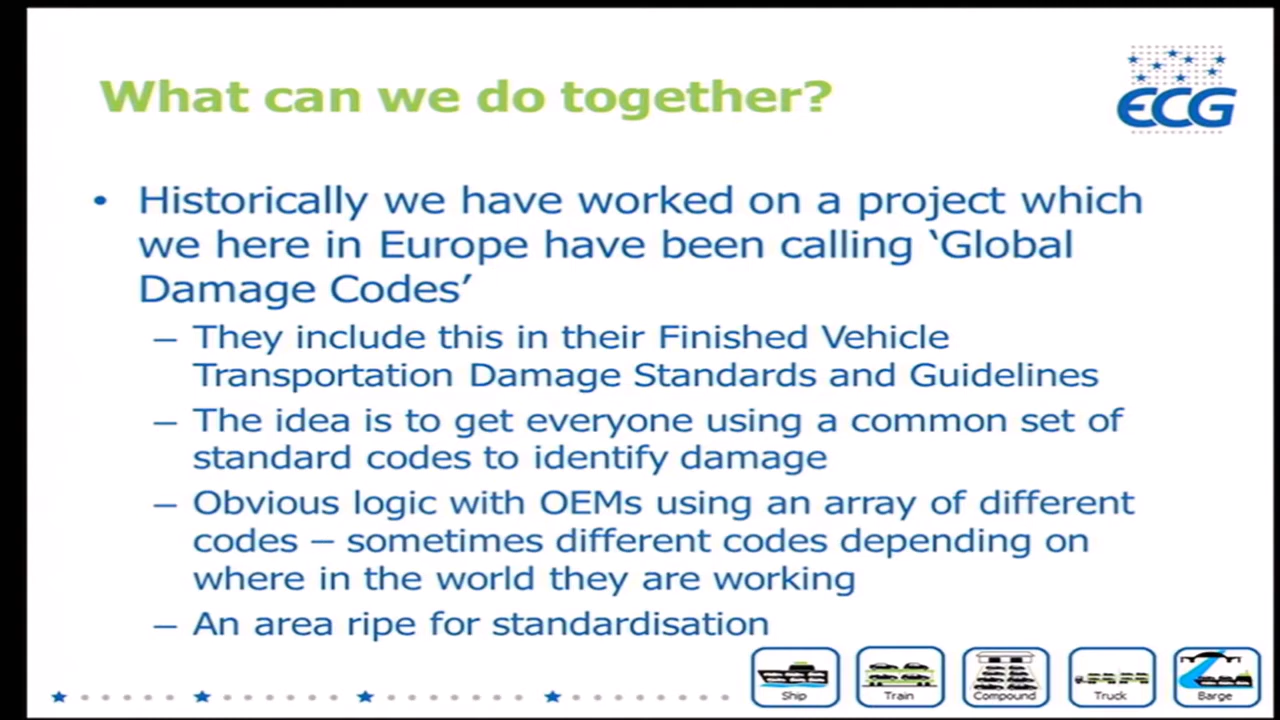 What can we do together?
ECG
• Historically we have worked on a project which
we here in Europe have been calling ‘Global
Damage Codes’
– They include this in their Finished Vehicle
Transportation Damage Standards and Guidelines
– The idea is to get everyone using a common set of
standard codes to identify damage
– Obvious logic with OEMs using an array of different
codes – sometimes different codes depending on
where in the world they are working
– An area ripe for standardisation
Ship Train Compound Truck Barge